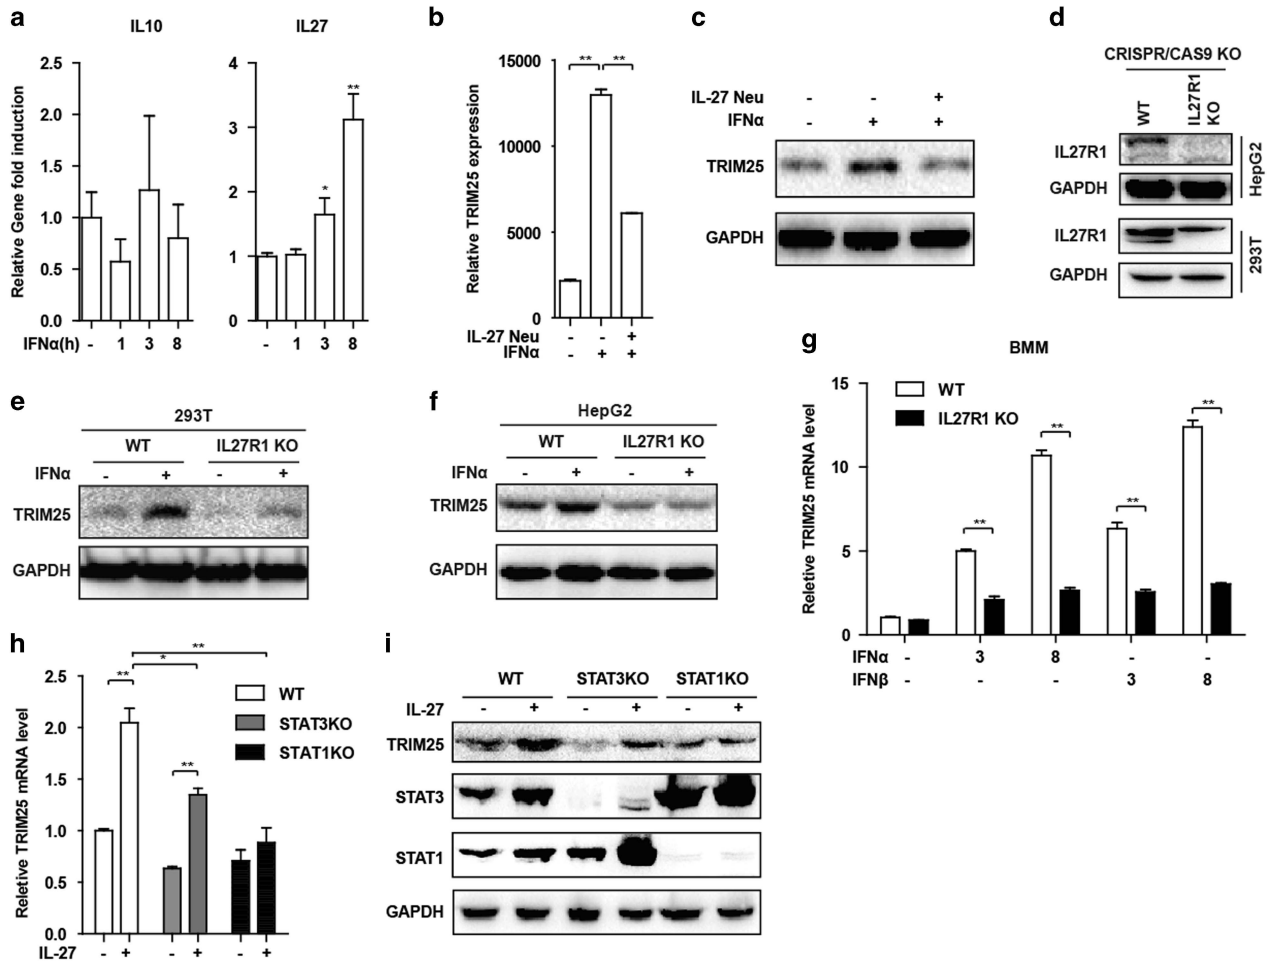 a
IL10
IL27
Relative Gene fold induction
2.5
2.0
1.5
1.0
0.5
0.0
4
3
2
1
0
*
**
IFNα(h) - 1 3 8 - 1 3 8
b
Relative TRIM25 expression
15000
10000
5000
0
** **
IL-27 Neu - - +
IFNα - + +
c
IL-27 Neu - - +
IFNα - + +
TRIM25
GAPDH
d
CRISPR/CAS9 KO
WT
IL27R1 KO
IL27R1
GAPDH
HepG2
IL27R1
GAPDH
293T
e
293T
WT IL27R1 KO
IFNα - + - +
TRIM25
GAPDH
f
HepG2
WT IL27R1 KO
IFNα - + - +
TRIM25
GAPDH
g
BMM
Reletive TRIM25 mRNA level
15
10
5
0
WT
IL27R1 KO
** ** ** **
IFNα - 3 8 - -
IFNβ - - - 3 8
h
Reletive TRIM25 mRNA level
2.5
2.0
1.5
1.0
0.5
0.0
**
*
**
**
WT
STAT3KO
STAT1KO
IL-27 - + - + - +
i
WT STAT3KO STAT1KO
IL-27 - + - + - +
TRIM25
STAT3
STAT1
GAPDH